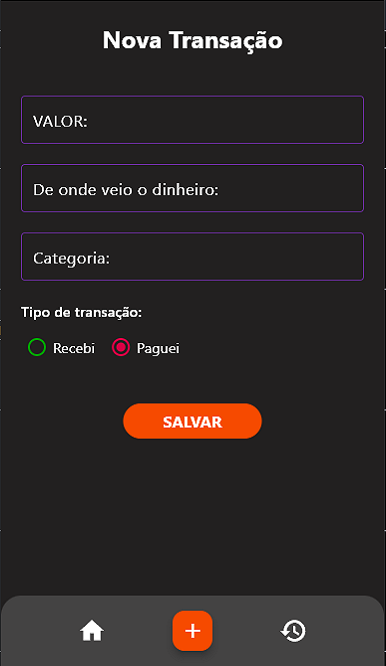 Nova Transação
VALOR:
De onde veio o dinheiro:
Categoria:
Tipo de transação:
Recebi Paguei
SALVAR
+